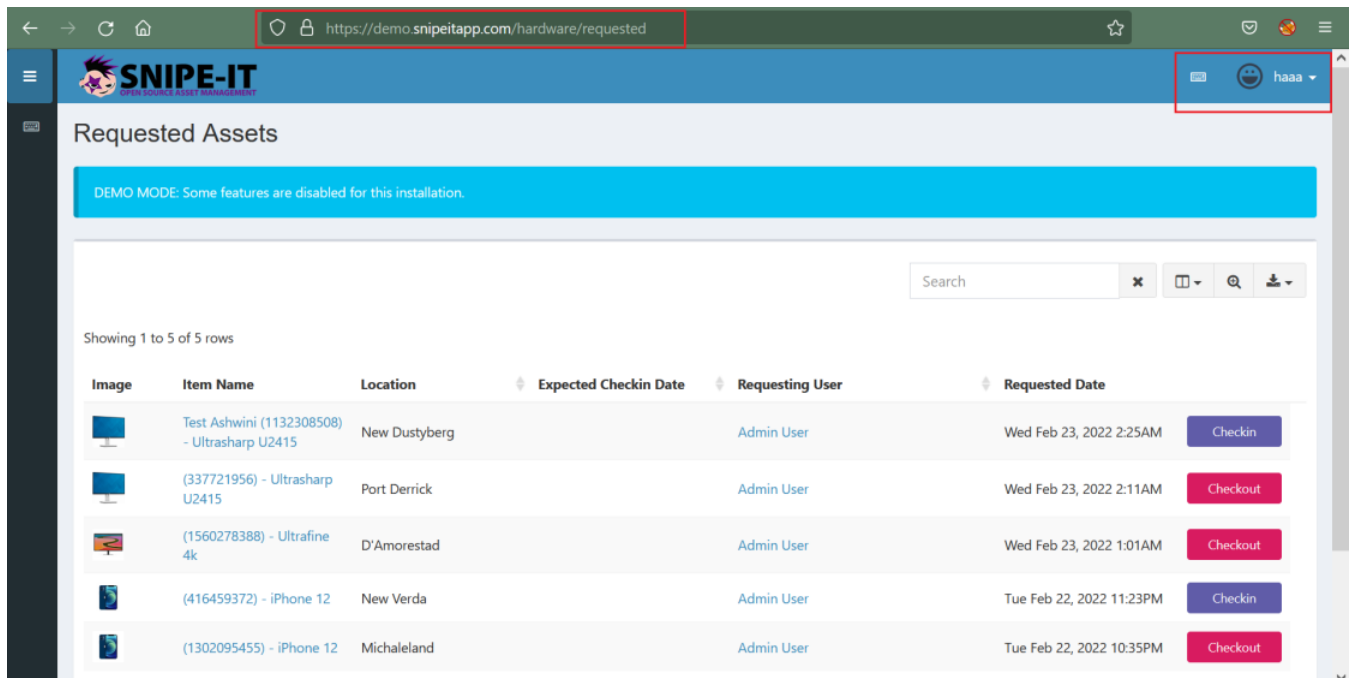 https://demo.snipeitapp.com/hardware/requested
SNIPE-IT
OPEN SOURCE ASSET MANAGEMENT
haaa
Requested Assets
DEMO MODE: Some features are disabled for this installation.
Search
Showing 1 to 5 of 5 rows
Image Item Name Location Expected Checkin Date Requesting User Requested Date
Test Ashwini (1132308508)
- Ultrasharp U2415 New Dustyberg Admin User Wed Feb 23, 2022 2:25AM Checkin
(337721956) - Ultrasharp
U2415 Port Derrick Admin User Wed Feb 23, 2022 2:11AM Checkout
(1560278388) - Ultrafine
4k D'Amorestad Admin User Wed Feb 23, 2022 1:01AM Checkout
(416459372) - iPhone 12 New Verda Admin User Tue Feb 22, 2022 11:23PM Checkin
(1302095455) - iPhone 12 Michaleland Admin User Tue Feb 22, 2022 10:35PM Checkout